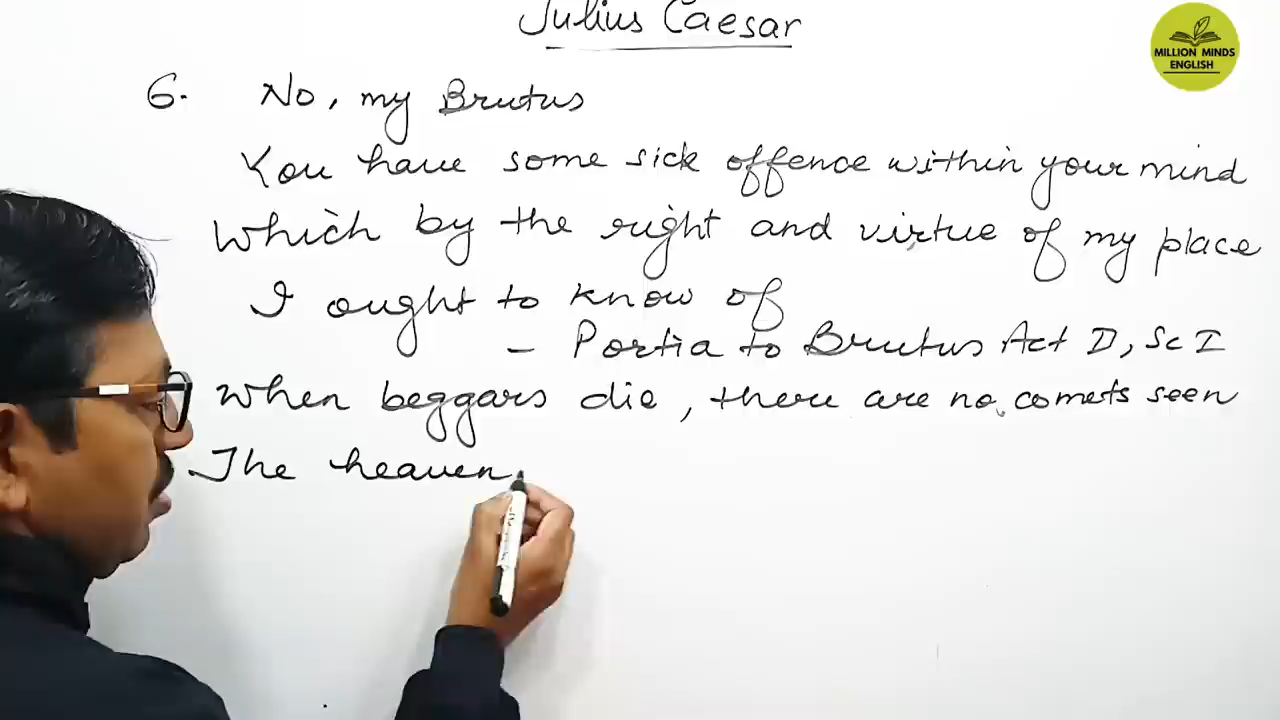 Julius Caesar
MILLION MINDS
ENGLISH
6. No, my Brutus
You have some sick offence within your mind
Which by the right and virtue of my place
I ought to know of
- Portia to Brutus Act II, Sc I
When beggars die, there are no comets seen
The heaven